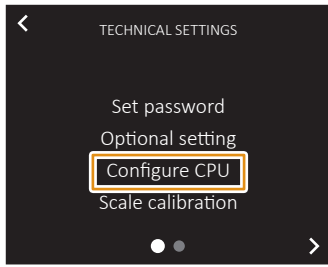 TECHNICAL SETTINGS
Set password
Optional setting
Configure CPU
Scale calibration